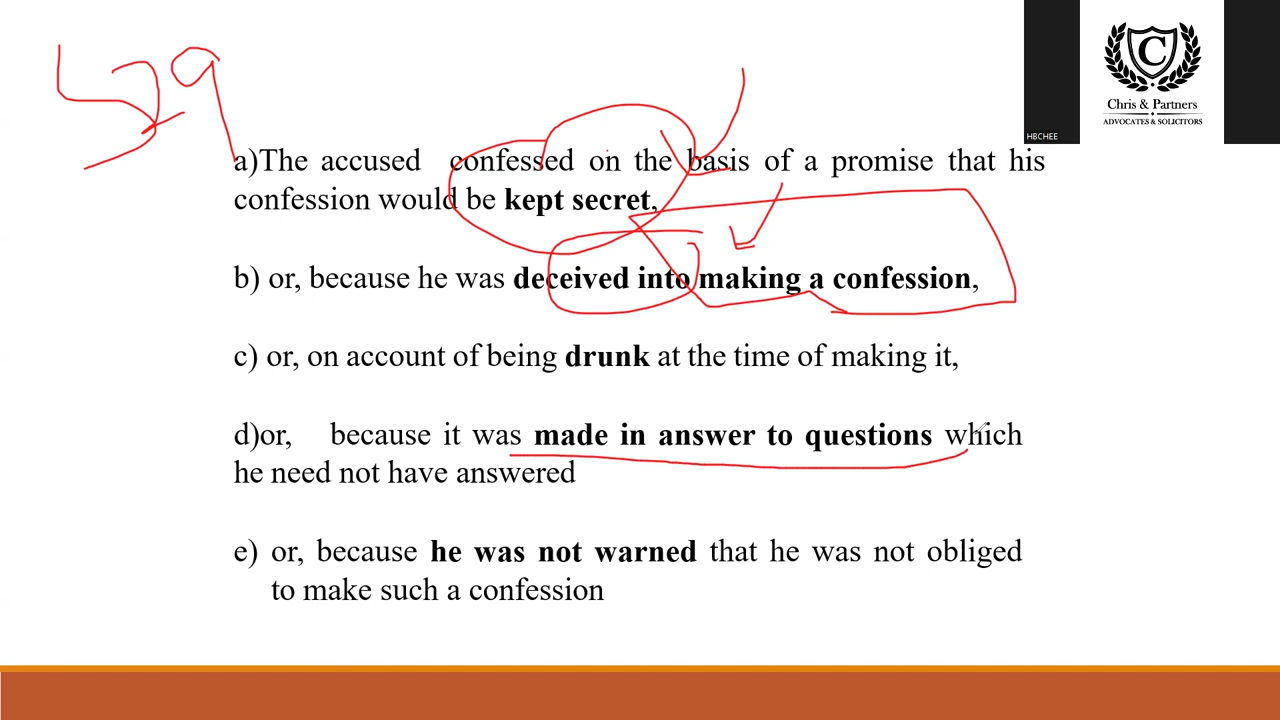 S29
C
Chris & Partners
ADVOCATES & SOLICITORS
HBCHEE
a)The accused confessed on the basis of a promise that his
confession would be kept secret,
b) or, because he was deceived into making a confession,
c) or, on account of being drunk at the time of making it,
d)or, because it was made in answer to questions which
he need not have answered
e) or, because he was not warned that he was not obliged
to make such a confession